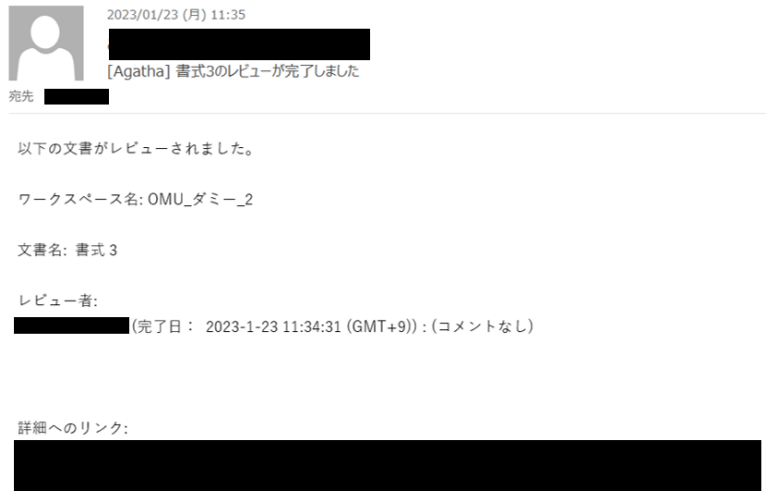 2023/01/23 (月) 11:35
[Agatha] 書式3のレビューが完了しました
宛先
以下の文書がレビューされました。
ワークスペース名: OMU_ダミー_2
文書名: 書式 3
レビュー者:
(完了日： 2023-1-23 11:34:31 (GMT+9)) : (コメントなし)
詳細へのリンク: